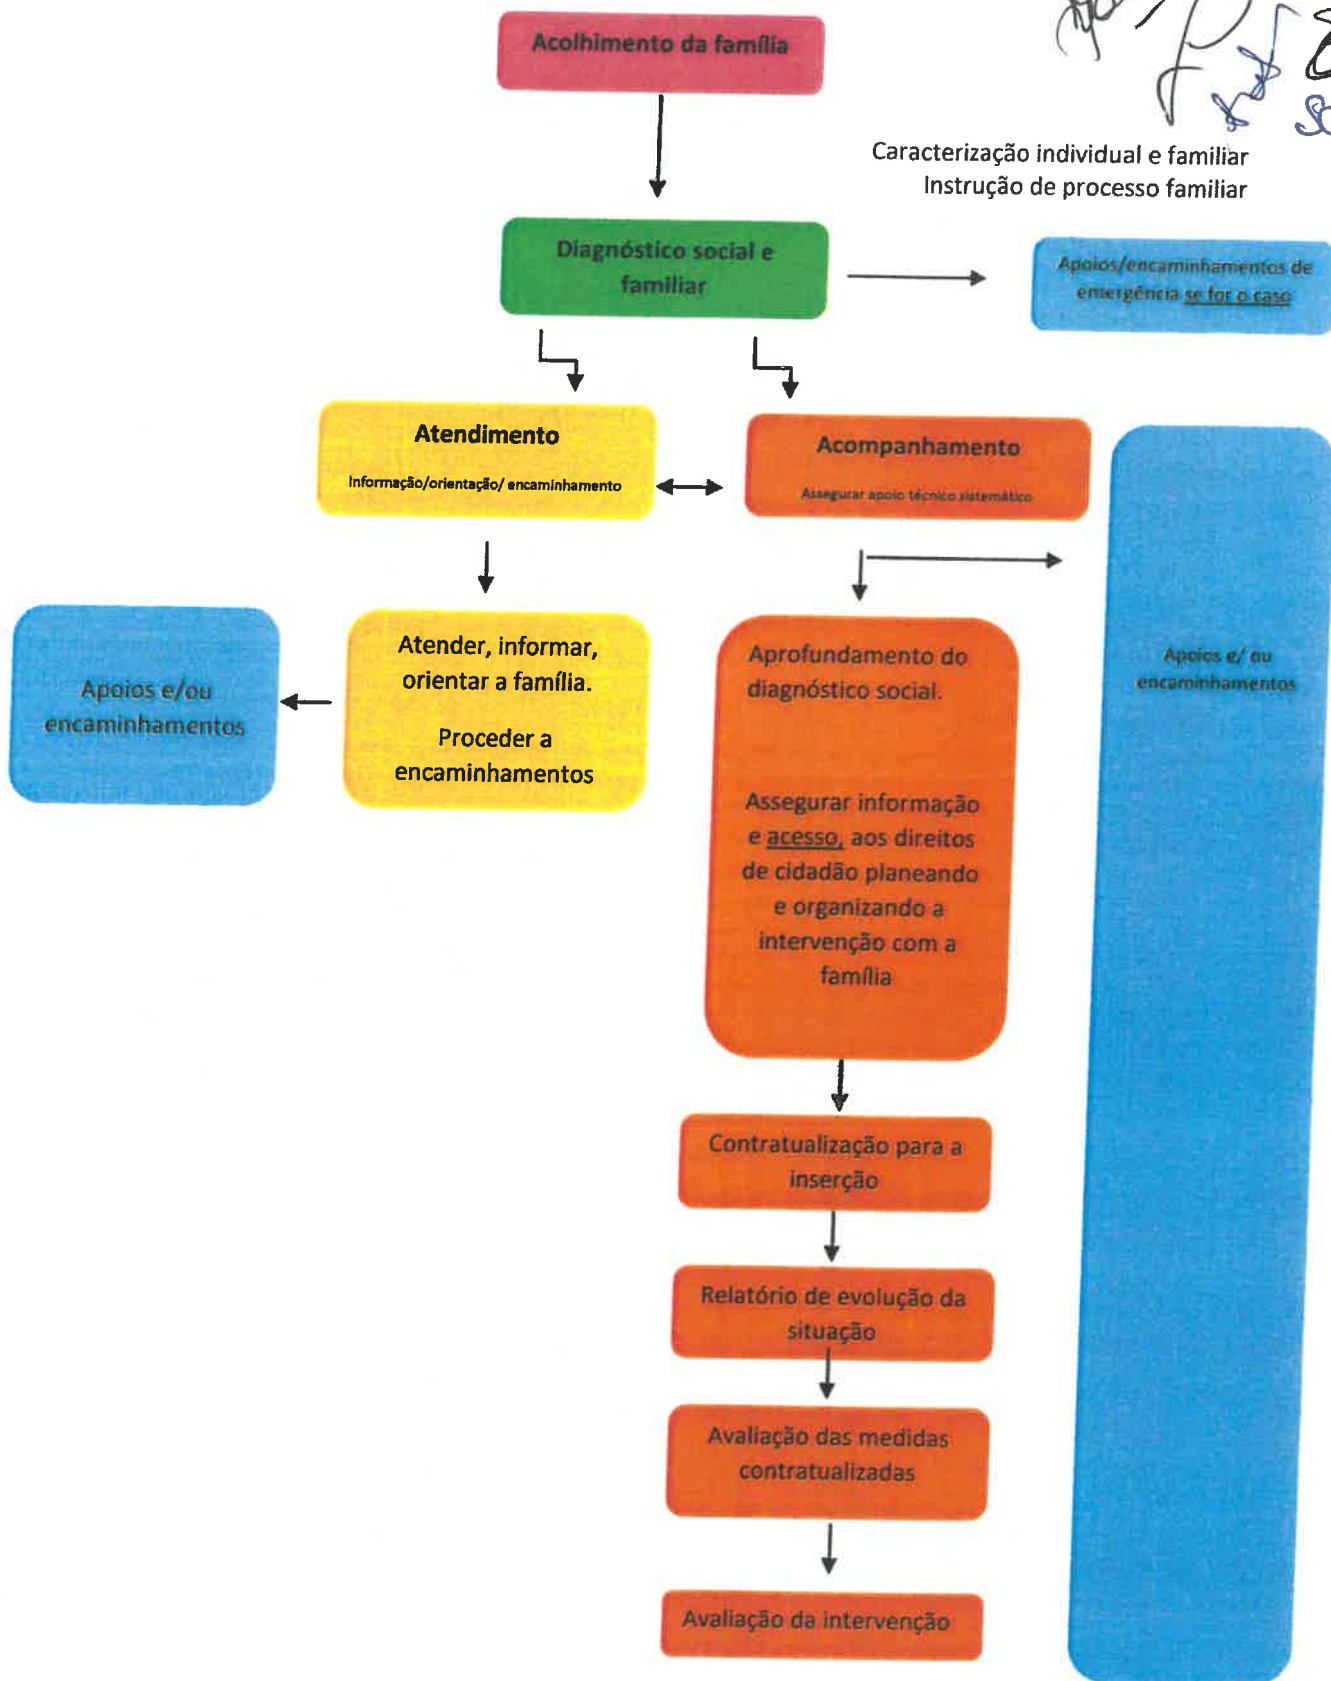 Acolhimento da família
Caracterização individual e familiar
Instrução de processo familiar
Diagnóstico social e
familiar
Apoios/encaminhamentos de
emergência se for o caso
Atendimento
Informação/orientação/ encaminhamento
Acompanhamento
Assegurar apoio técnico sistemático
Apoios e/ou
encaminhamentos
Atender, informar,
orientar a família.
Proceder a
encaminhamentos
Aprofundamento do
diagnóstico social.
Assegurar informação
e acesso, aos direitos
de cidadão planeando
e organizando a
intervenção com a
família
Apoios e/ ou
encaminhamentos
Contratualização para a
inserção
Relatório de evolução da
situação
Avaliação das medidas
contratualizadas
Avaliação da intervenção